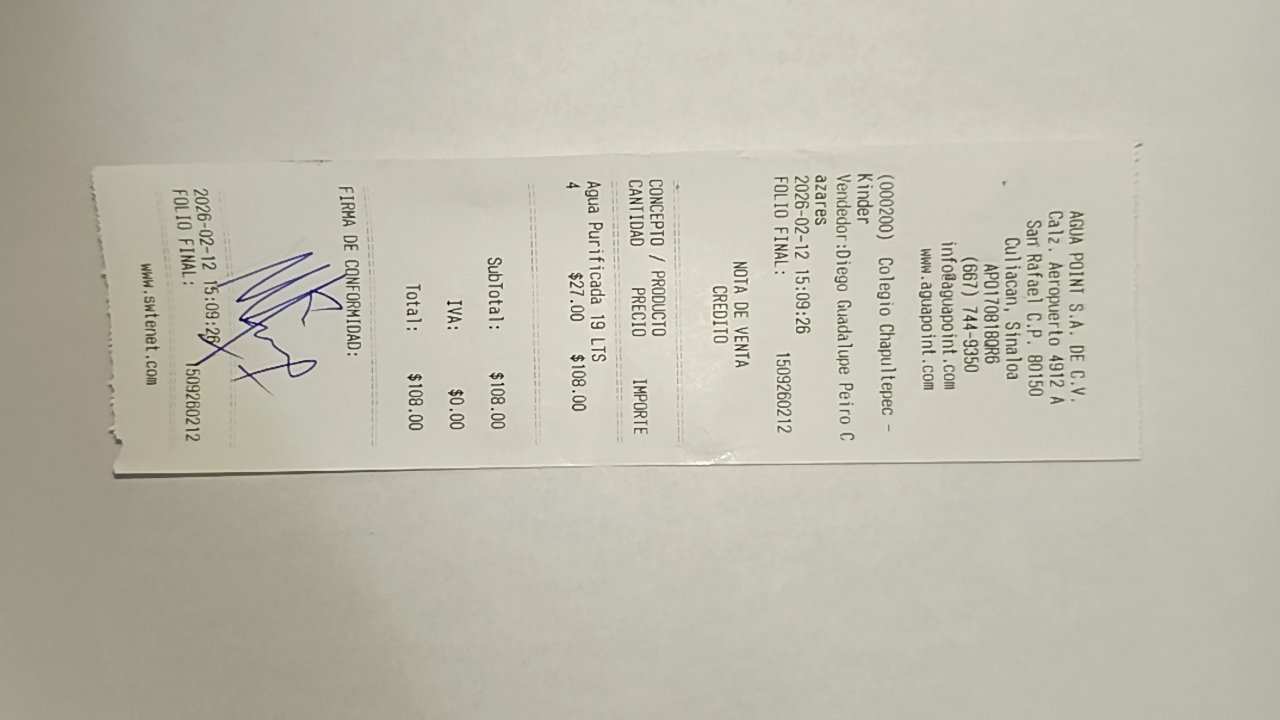 AGUA POINT S.A. DE C.V.
Calz. Aeropuerto 4912 A
San Rafael C.P. 80150
Culiacan, Sinaloa
APO170818QR6
(667) 744-9350
info@aguapoint.com
www.aguapoint.com
(000200) Colegio Chapultepec -
Kinder
Vendedor:Diego Guadalupe Peiro C
azares
2026-02-12 15:09:26
FOLIO FINAL: 1509260212
NOTA DE VENTA
CREDITO
CONCEPTO / PRODUCTO
CANTIDAD PRECIO IMPORTE
Agua Purificada 19 LTS
4 $27.00 $108.00
SubTotal: $108.00
IVA: $0.00
Total: $108.00
FIRMA DE CONFORMIDAD:
2026-02-12 15:09:26
FOLIO FINAL: 1509260212
www.swtenet.com